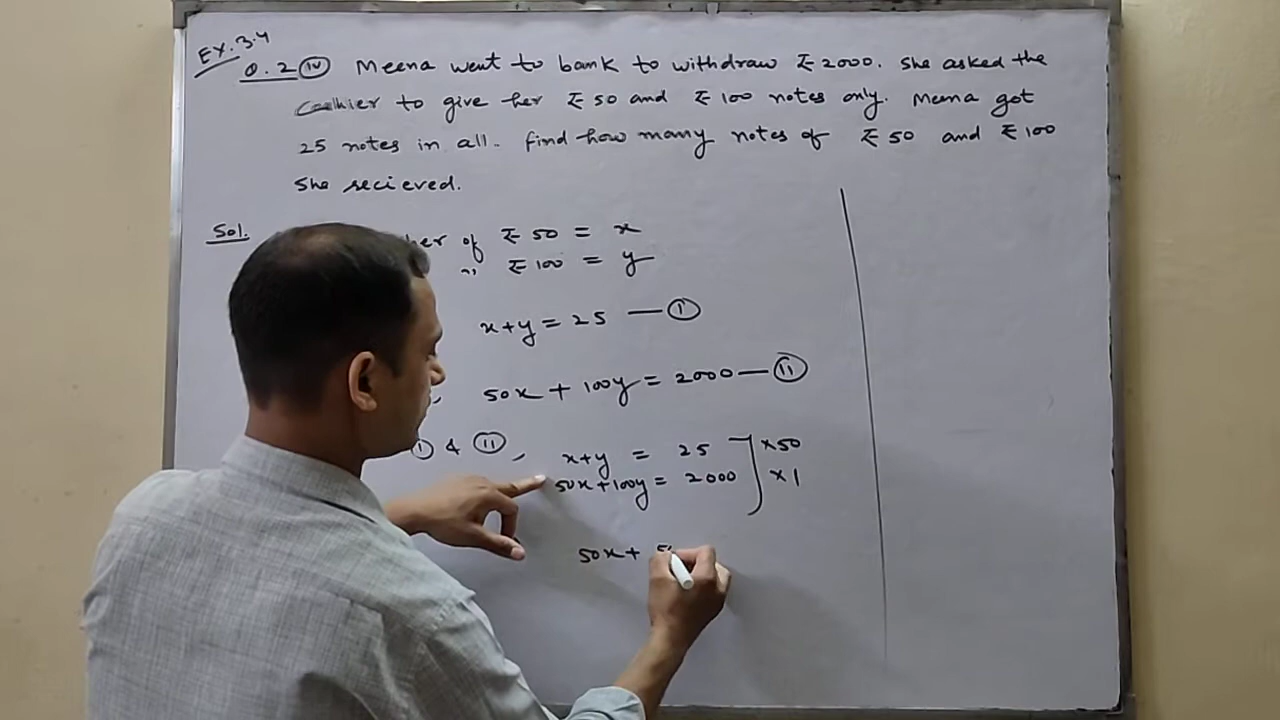 Ex.3.4
Q.2 (iv) Meena went to bank to withdraw ₹ 2000. She asked the
Cashier to give her ₹ 50 and ₹ 100 notes only. Meena got
25 notes in all. find how many notes of ₹ 50 and ₹ 100
She recieved.
Sol.
of ₹ 50 = x
" ₹ 100 = y
x+y = 25 — (i)
50x + 100y = 2000 — (ii)
(i) & (ii), x+y = 25 ] ×50
50x+100y = 2000 ] ×1
50x+